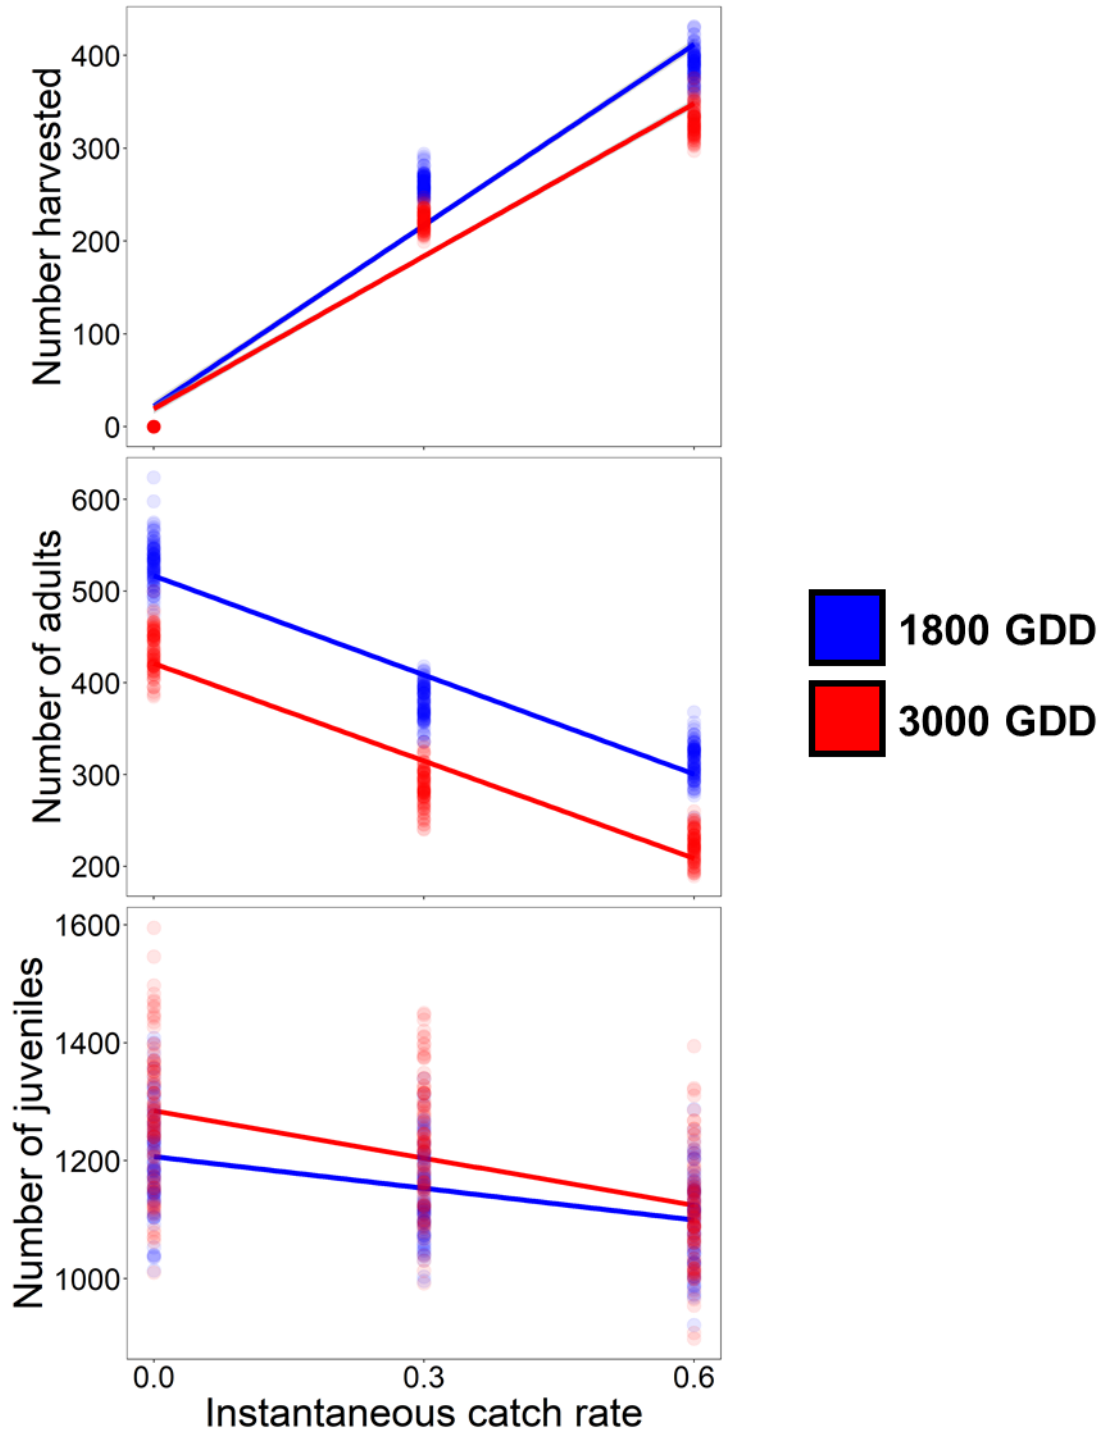 Number harvested
400
300
200
100
0
Number of adults
600
500
400
300
200
Number of juveniles
1600
1400
1200
1000
0.0 0.3 0.6
Instantaneous catch rate
1800 GDD
3000 GDD